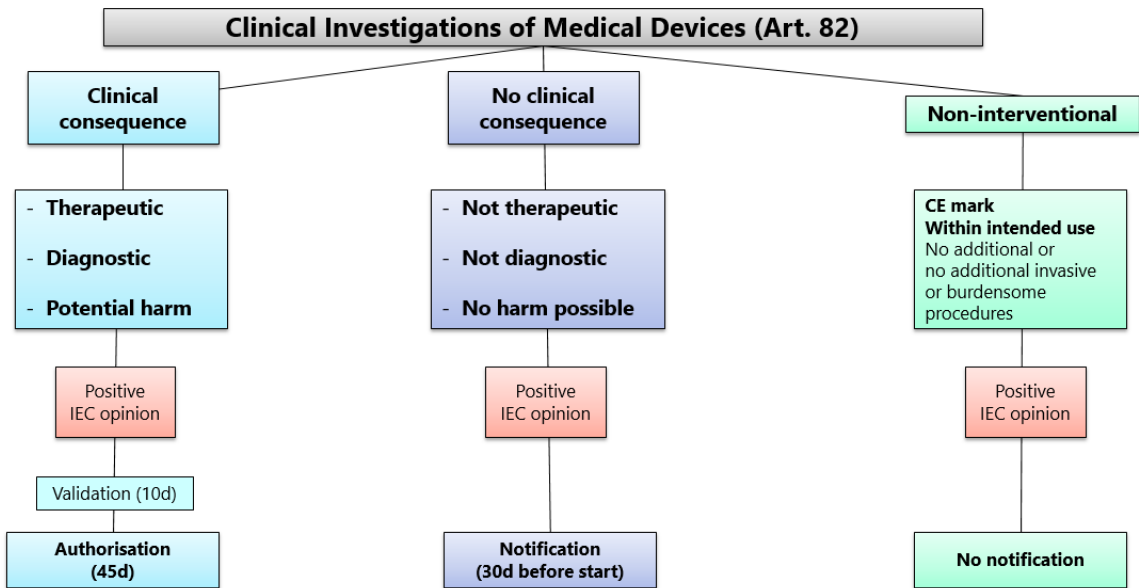 Clinical Investigations of Medical Devices (Art. 82)
Clinical
consequence
- Therapeutic
- Diagnostic
- Potential harm
Positive
IEC opinion
Validation (10d)
Authorisation
(45d)
No clinical
consequence
- Not therapeutic
- Not diagnostic
- No harm possible
Positive
IEC opinion
Notification
(30d before start)
Non-interventional
CE mark
Within intended use
No additional or
no additional invasive
or burdensome
procedures
Positive
IEC opinion
No notification